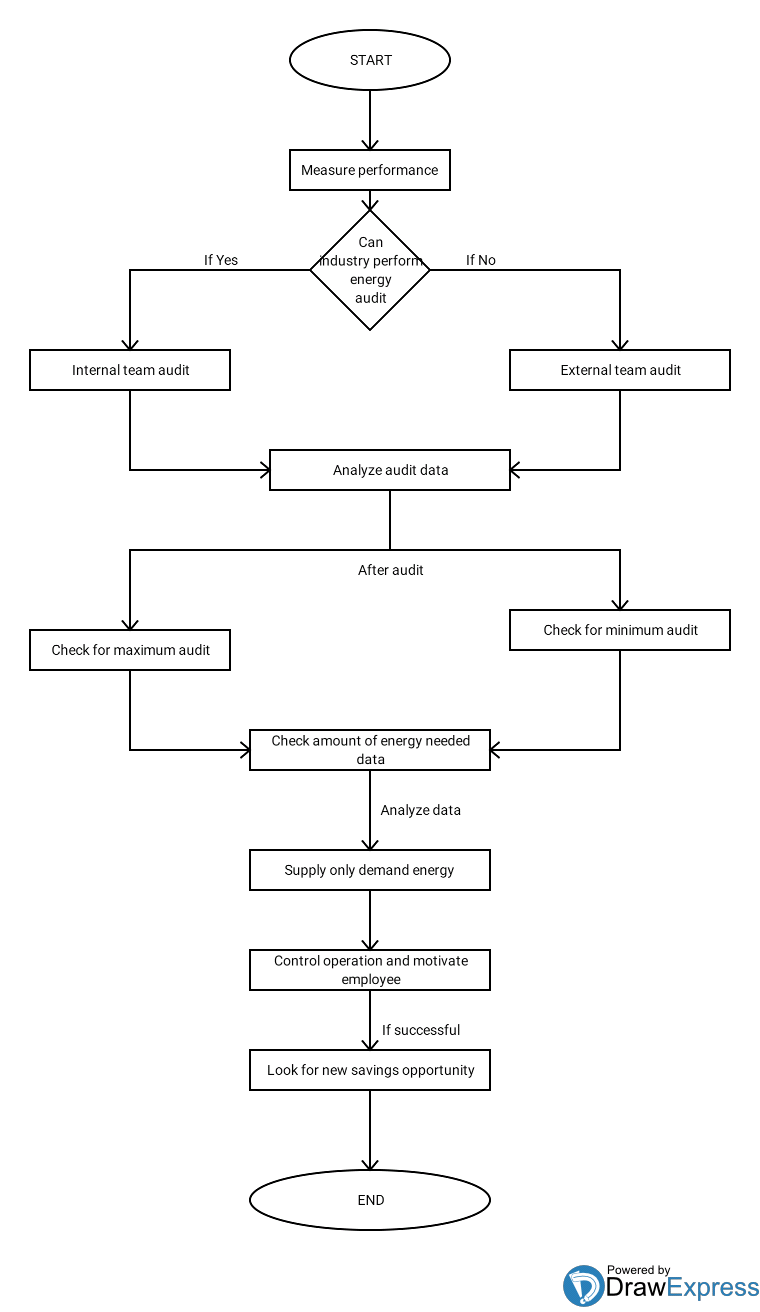 START
Measure performance
Can
industry perform
energy
audit
If Yes
If No
Internal team audit
External team audit
Analyze audit data
After audit
Check for maximum audit
Check for minimum audit
Check amount of energy needed
data
Analyze data
Supply only demand energy
Control operation and motivate
employee
If successful
Look for new savings opportunity
END
Powered by
DrawExpress